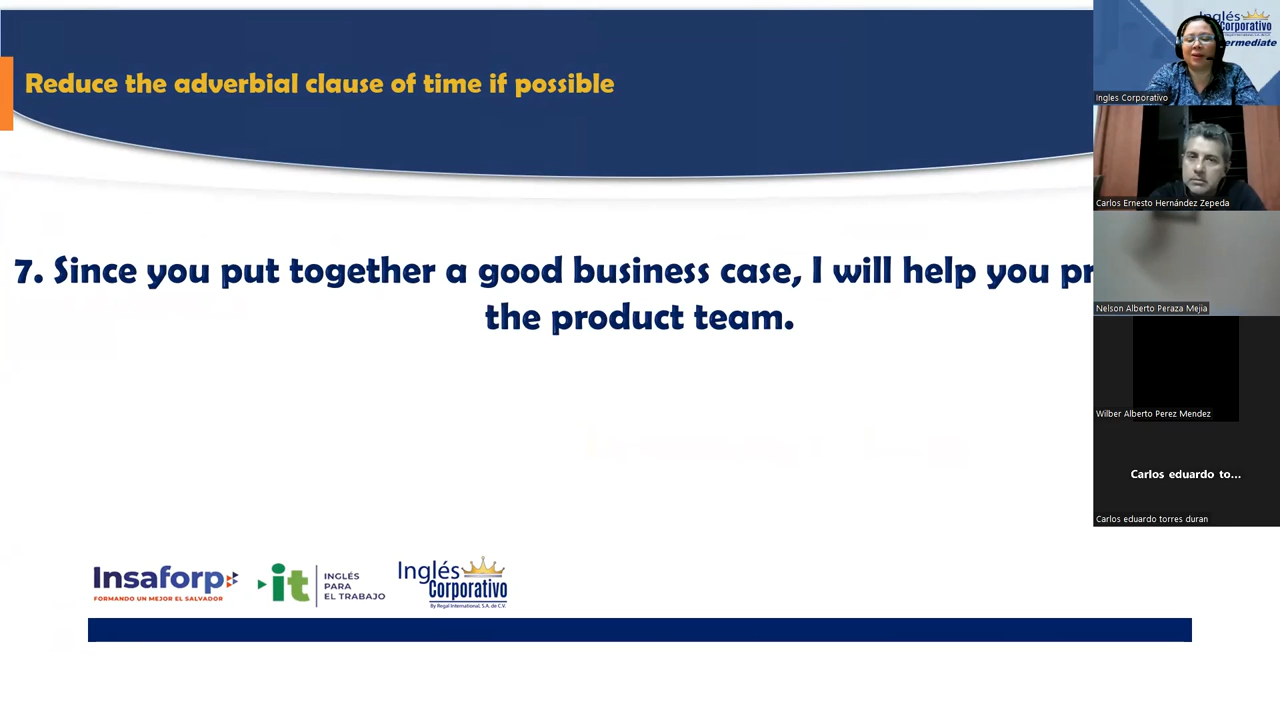 Reduce the adverbial clause of time if possible
7. Since you put together a good business case, I will help you
the product team.
Insaforp
FORMANDO UN MEJOR EL SALVADOR
it
INGLÉS
PARA
EL TRABAJO
Inglés
Corporativo
By Regal International, S.A. de C.V.
Inglés
Corporativo
Ingles Corporativo
Carlos Ernesto Hernández Zepeda
Nelson Alberto Peraza Mejia
Wilber Alberto Perez Mendez
Carlos eduardo to...
Carlos eduardo torres duran